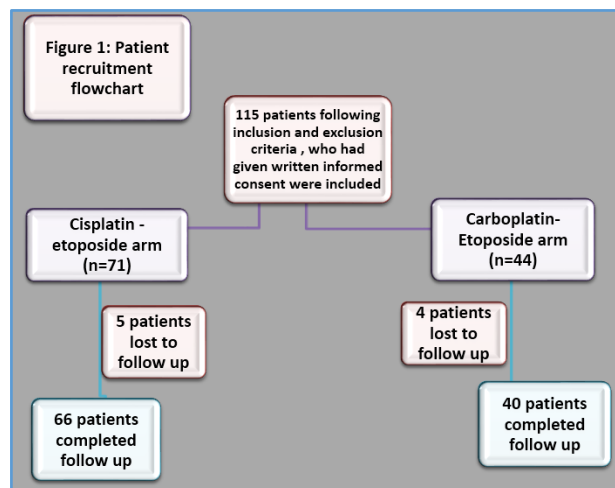 Figure 1: Patient
recruitment
flowchart
115 patients following
inclusion and exclusion
criteria , who had
given written informed
consent were included
Cisplatin -
etoposide arm
(n=71)
Carboplatin-
Etoposide arm
(n=44)
5 patients
lost to
follow up
4 patients
lost to
follow up
66 patients
completed
follow up
40 patients
completed
follow up